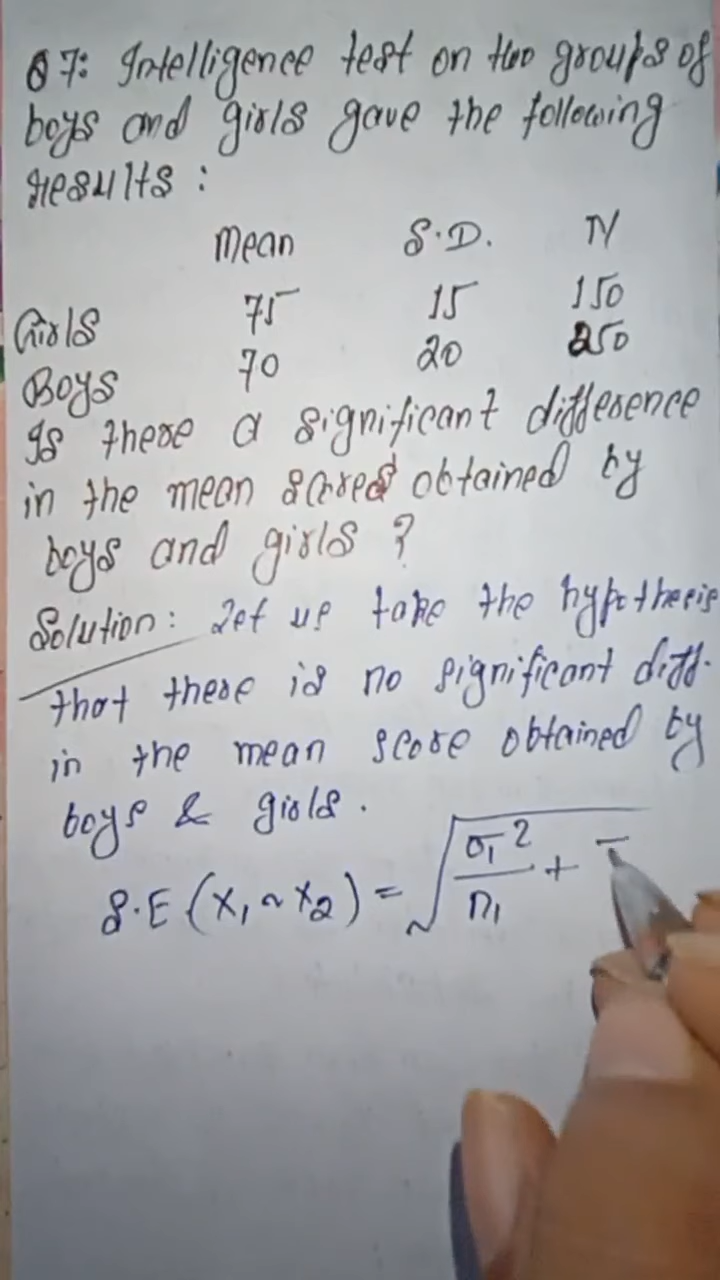 Q7: Intelligence test on two groups of
boys and girls gave the following
results :
Mean S.D. N
Girls 75 15 150
Boys 70 20 250
Is there a significant difference
in the mean scores obtained by
boys and girls ?
Solution: Let us take the hypothesis
that there is no significant diff.
in the mean score obtained by
boys & girls .
S.E (x₁ ~ x₂) = √ σ₁² / n₁ +